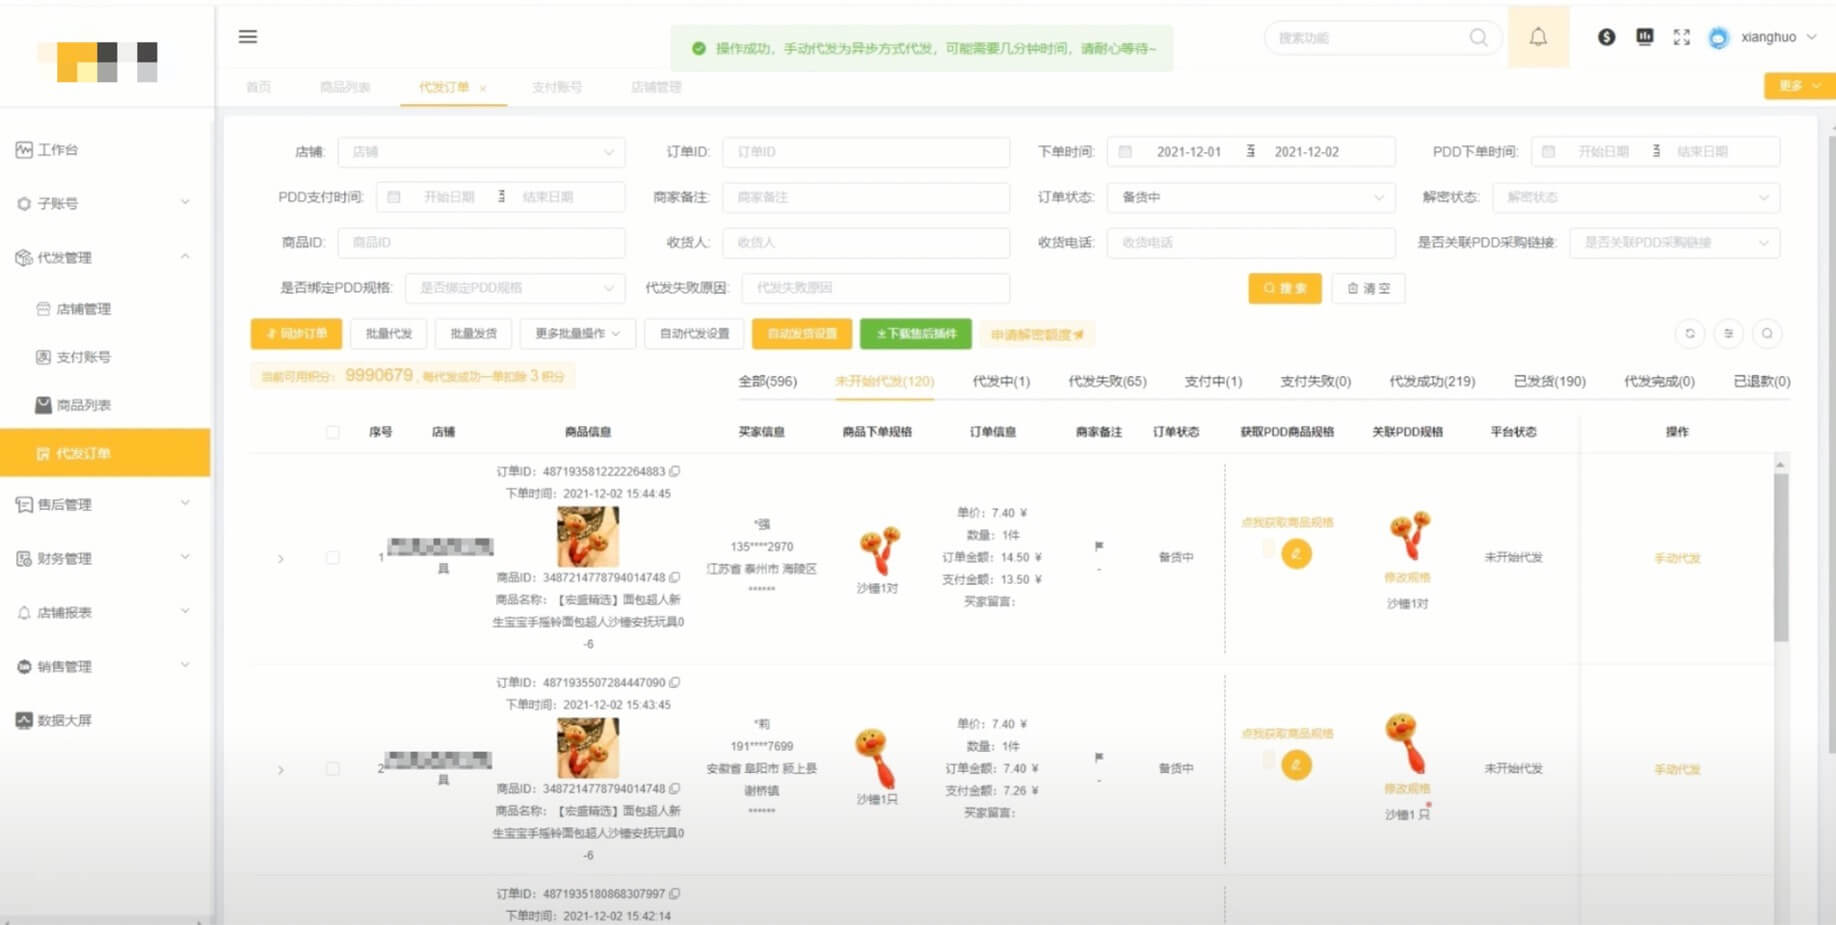 操作成功，手动代发为异步方式代发，可能需要几分钟时间，请耐心等待~
搜索功能
xianghuo
首页
商品列表
代发订单 ×
支付账号
店铺管理
更多
工作台
子账号
代发管理
店铺管理
支付账号
商品列表
代发订单
售后管理
财务管理
店铺报表
销售管理
数据大屏
店铺: 店铺
订单ID: 订单ID
下单时间: 2021-12-01 至 2021-12-02
PDD下单时间: 开始日期 至 结束日期
PDD支付时间: 开始日期 至 结束日期
商家备注: 商家备注
订单状态: 备货中
解密状态: 解密状态
商品ID: 商品ID
收货人: 收货人
收货电话: 收货电话
是否关联PDD采购链接: 是否关联PDD采购链接
是否绑定PDD规格: 是否绑定PDD规格
代发失败原因: 代发失败原因
搜索
清空
同步订单
批量代发
批量发货
更多批量操作
自动代发设置
自动发货设置
下载售后插件
申请解密额度
当前可用积分: 9990679 , 每代发成功一单扣除 3 积分
全部(596)
未开始代发(120)
代发中(1)
代发失败(65)
支付中(1)
支付失败(0)
代发成功(219)
已发货(190)
代发完成(0)
已退款(0)
序号 店铺 商品信息 买家信息 商品下单规格 订单信息 商家备注 订单状态 获取PDD商品规格 关联PDD规格 平台状态 操作
1
具
订单ID: 4871935812222264883
下单时间: 2021-12-02 15:44:45
商品ID: 3487214778794014748
商品名称: 【宏盛精选】面包超人新
生宝宝手摇铃面包超人沙锤安抚玩具0
-6
*强
135****2970
江苏省 泰州市 海陵区
******
沙锤1对
单价: 7.40 ¥
数量: 1件
订单金额: 14.50 ¥
支付金额: 13.50 ¥
买家留言:
-
备货中
点我获取商品规格
修改规格
沙锤1对
未开始代发
手动代发
2
具
订单ID: 4871935507284447090
下单时间: 2021-12-02 15:43:45
商品ID: 3487214778794014748
商品名称: 【宏盛精选】面包超人新
生宝宝手摇铃面包超人沙锤安抚玩具0
-6
*莉
191****7699
安徽省 阜阳市 颍上县
谢桥镇
******
沙锤1只
单价: 7.40 ¥
数量: 1件
订单金额: 7.40 ¥
支付金额: 7.26 ¥
买家留言:
-
备货中
点我获取商品规格
修改规格
沙锤1 只
未开始代发
手动代发
订单ID: 4871935180868307997
下单时间: 2021-12-02 15:42:14